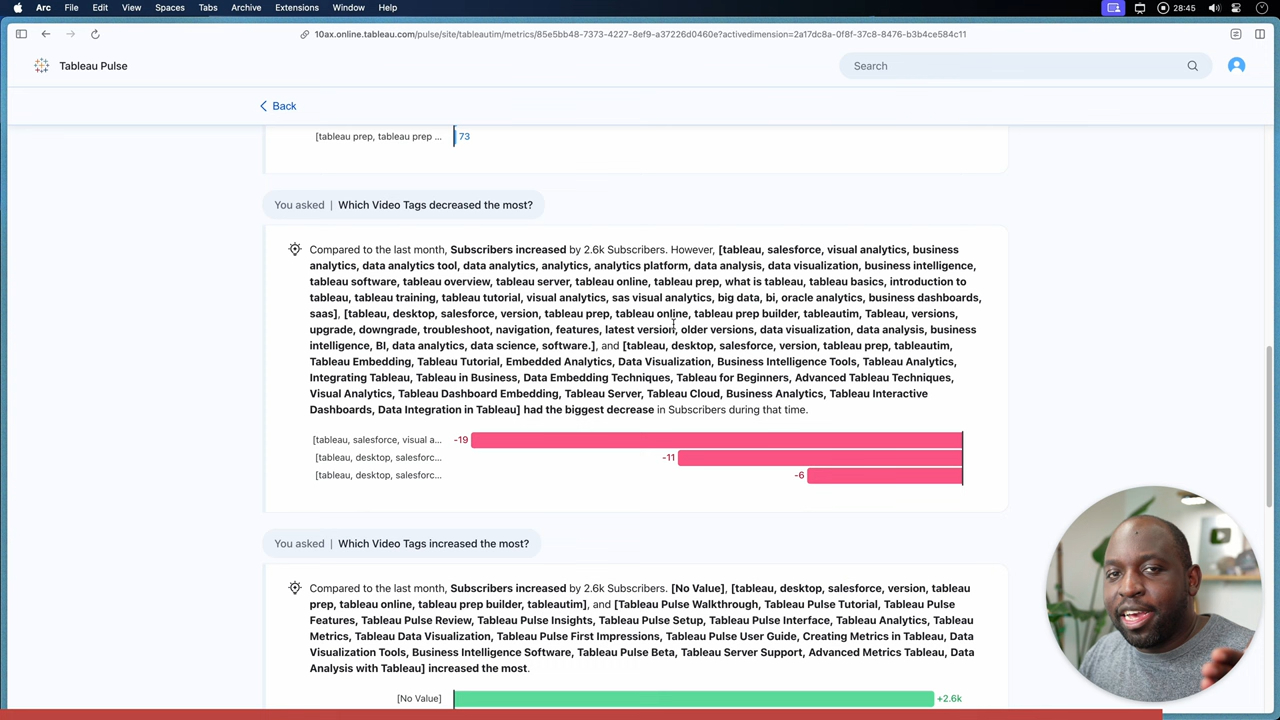 Arc File Edit View Spaces Tabs Archive Extensions Window Help 28:45
10ax.online.tableau.com/pulse/site/tableautim/metrics/85e5bb48-7373-4227-8ef9-a37226d0460e?activedimension=2a17dc8a-0f8f-37c8-8476-b3b4ce584c11
Tableau Pulse Search
Back
[tableau prep, tableau prep ... 73
You asked | Which Video Tags decreased the most?
Compared to the last month, Subscribers increased by 2.6k Subscribers. However, [tableau, salesforce, visual analytics, business
analytics, data analytics tool, data analytics, analytics, analytics platform, data analysis, data visualization, business intelligence,
tableau software, tableau overview, tableau server, tableau online, tableau prep, what is tableau, tableau basics, introduction to
tableau, tableau training, tableau tutorial, visual analytics, sas visual analytics, big data, bi, oracle analytics, business dashboards,
saas], [tableau, desktop, salesforce, version, tableau prep, tableau online, tableau prep builder, tableautim, Tableau, versions,
upgrade, downgrade, troubleshoot, navigation, features, latest version, older versions, data visualization, data analysis, business
intelligence, BI, data analytics, data science, software.], and [tableau, desktop, salesforce, version, tableau prep, tableautim,
Tableau Embedding, Tableau Tutorial, Embedded Analytics, Data Visualization, Business Intelligence Tools, Tableau Analytics,
Integrating Tableau, Tableau in Business, Data Embedding Techniques, Tableau for Beginners, Advanced Tableau Techniques,
Visual Analytics, Tableau Dashboard Embedding, Tableau Server, Tableau Cloud, Business Analytics, Tableau Interactive
Dashboards, Data Integration in Tableau] had the biggest decrease in Subscribers during that time.
[tableau, salesforce, visual a... -19
[tableau, desktop, salesforc... -11
[tableau, desktop, salesforc... -6
You asked | Which Video Tags increased the most?
Compared to the last month, Subscribers increased by 2.6k Subscribers. [No Value], [tableau, desktop, salesforce, version, tableau
prep, tableau online, tableau prep builder, tableautim], and [Tableau Pulse Walkthrough, Tableau Pulse Tutorial, Tableau Pulse
Features, Tableau Pulse Review, Tableau Pulse Insights, Tableau Pulse Setup, Tableau Pulse Interface, Tableau Analytics, Tableau
Metrics, Tableau Data Visualization, Tableau Pulse First Impressions, Tableau Pulse User Guide, Creating Metrics in Tableau, Data
Visualization Tools, Business Intelligence Software, Tableau Pulse Beta, Tableau Server Support, Advanced Metrics Tableau, Data
Analysis with Tableau] increased the most.
[No Value] +2.6k